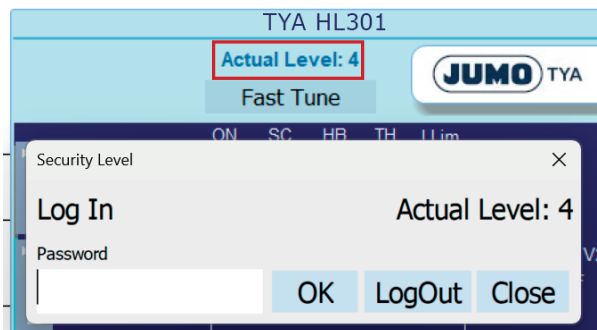 TYA HL301
Actual Level: 4
JUMO TYA
Fast Tune
ON SC HB TH I Lim
Security Level
Log In
Actual Level: 4
Password
OK LogOut Close